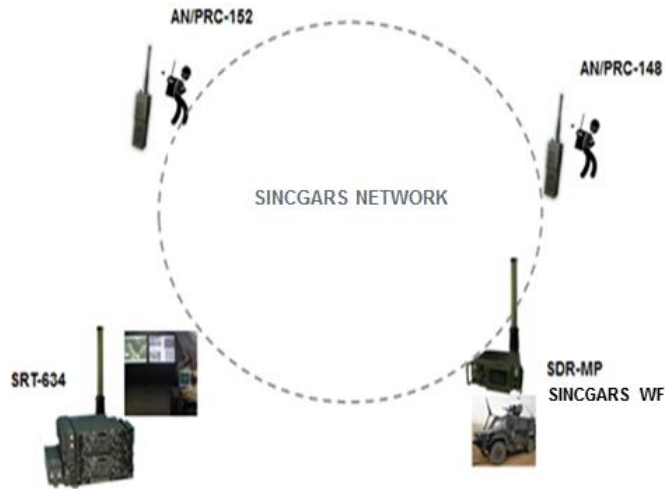 AN/PRC-152
AN/PRC-148
SINCGARS NETWORK
SRT-634
SDR-MP
SINCGARS WF